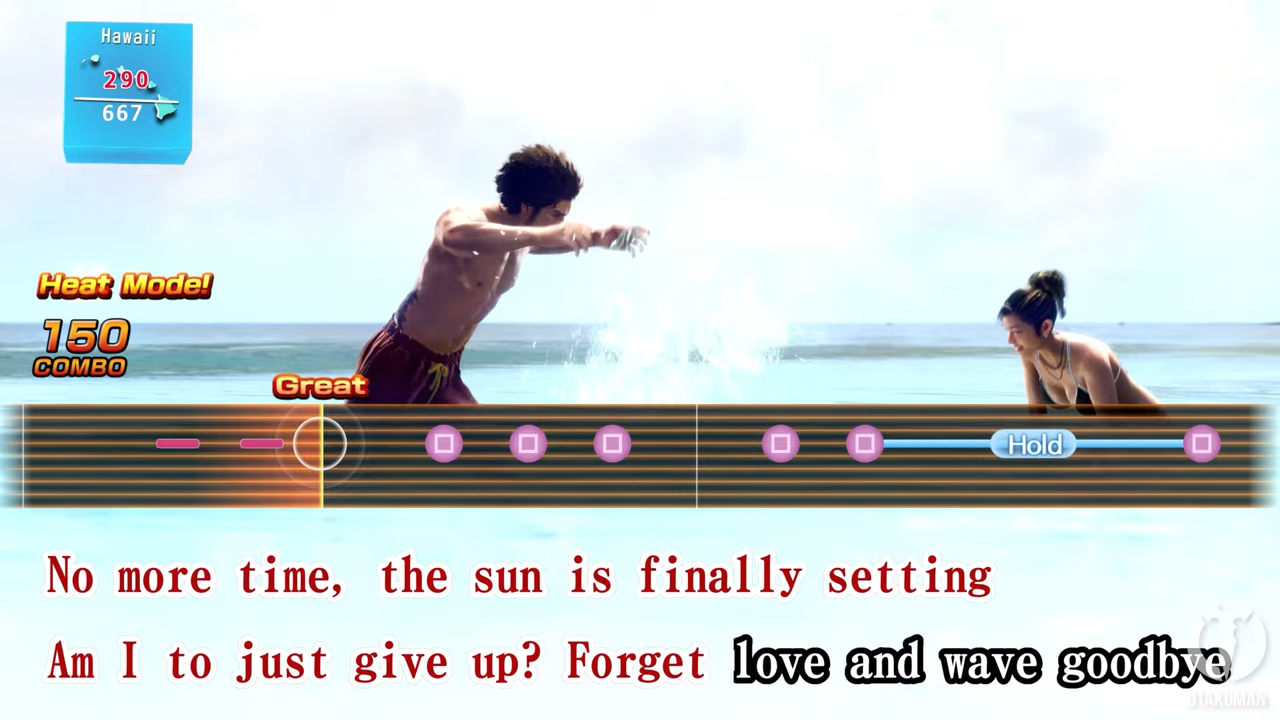 Hawaii
290
667
Heat Mode!
150
COMBO
Great
Hold
No more time, the sun is finally setting
Am I to just give up? Forget love and wave goodbye
OTAKUMAN